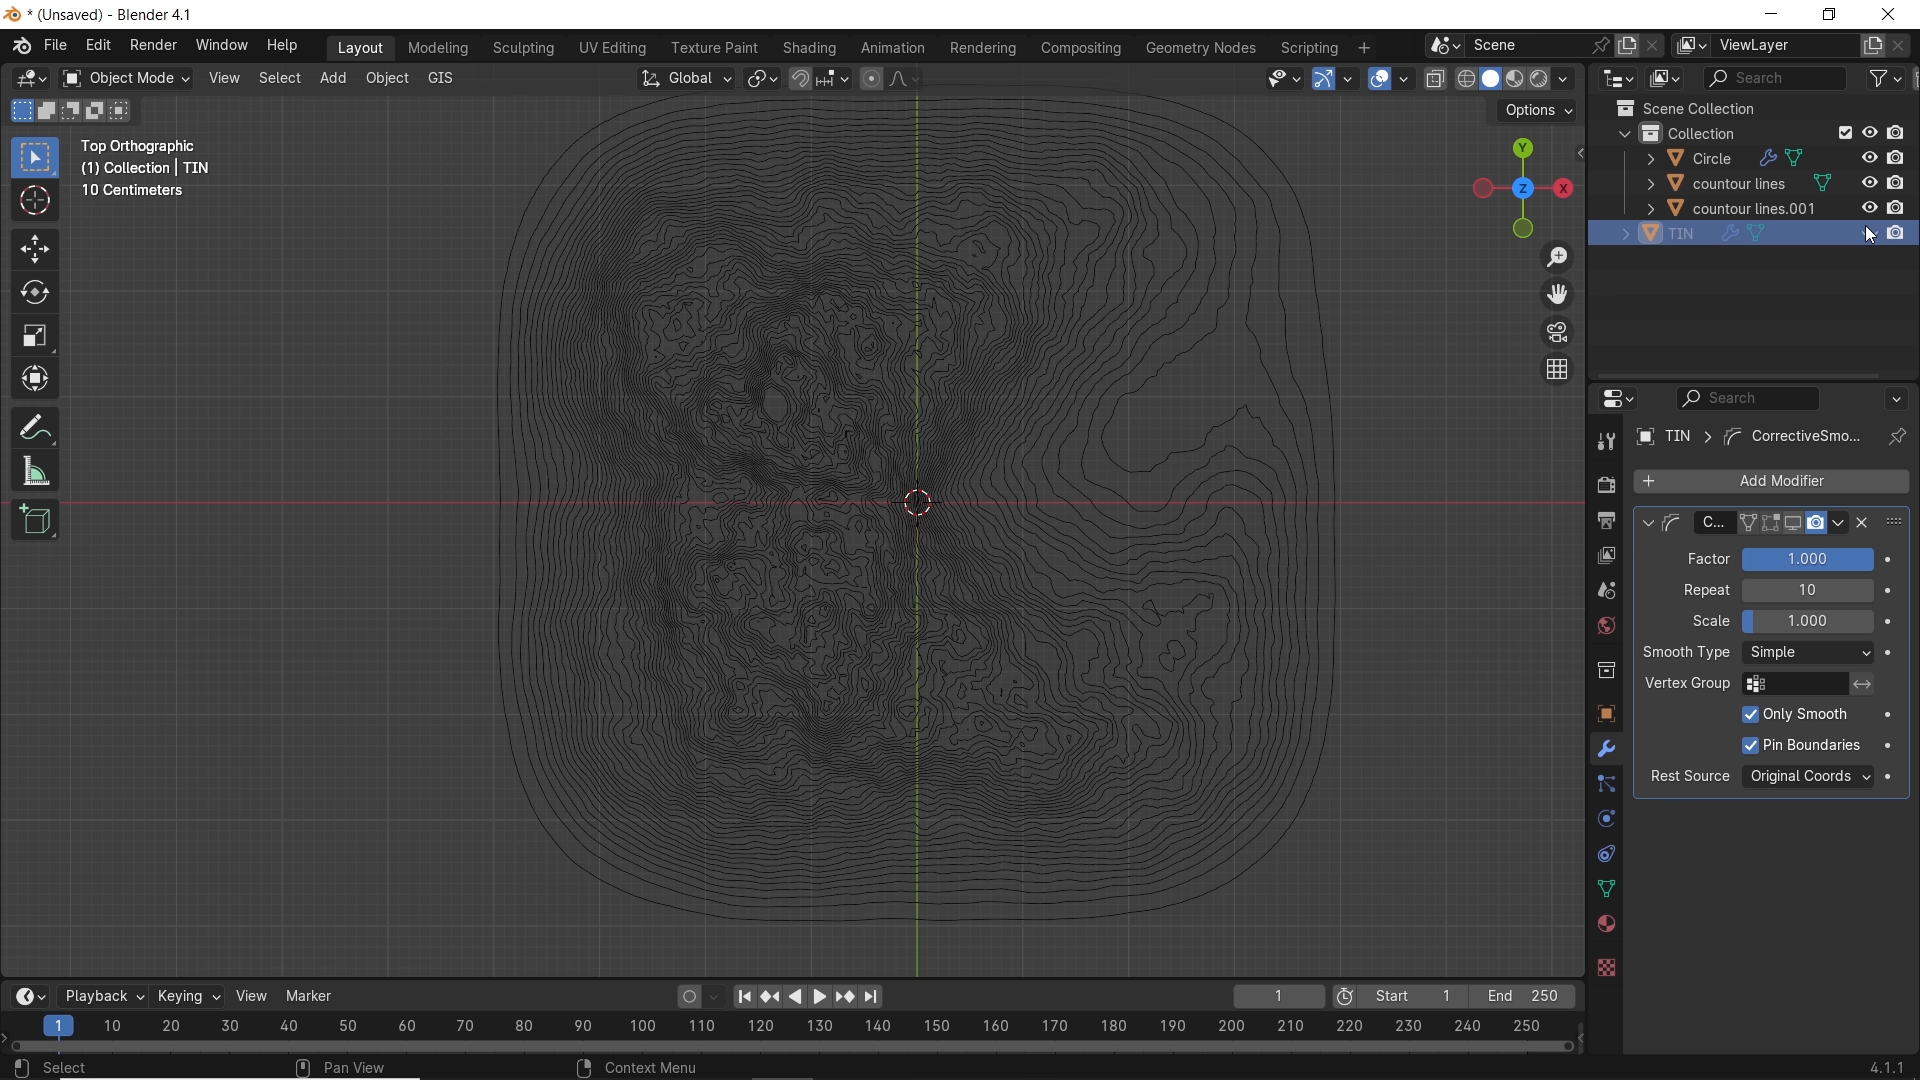 * (Unsaved) - Blender 4.1
File Edit Render Window Help Layout Modeling Sculpting UV Editing Texture Paint Shading Animation Rendering Compositing Geometry Nodes Scripting + Scene ViewLayer
Object Mode View Select Add Object GIS Global Search
Options
Top Orthographic
(1) Collection | TIN
10 Centimeters
Y
Z
X
Scene Collection
Collection
Circle
countour lines
countour lines.001
TIN
Search
TIN > CorrectiveSmo...
+ Add Modifier
C...
Factor 1.000
Repeat 10
Scale 1.000
Smooth Type Simple
Vertex Group
Only Smooth
Pin Boundaries
Rest Source Original Coords
Playback Keying View Marker 1 Start 1 End 250
1 10 20 30 40 50 60 70 80 90 100 110 120 130 140 150 160 170 180 190 200 210 220 230 240 250
Select Pan View Context Menu 4.1.1